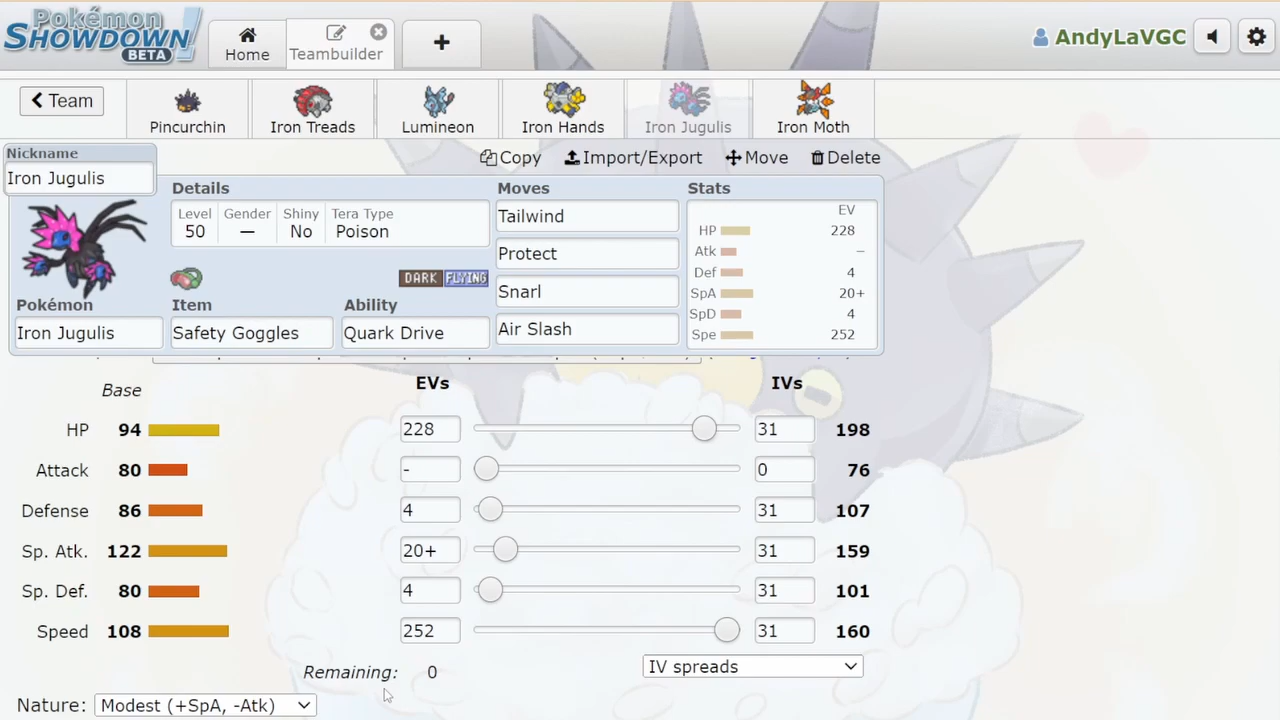 Pokémon
SHOWDOWN!
BETA
Home
Teambuilder
+
AndyLaVGC
Team
Pincurchin
Iron Treads
Lumineon
Iron Hands
Iron Jugulis
Iron Moth
Copy
Import/Export
Move
Delete
Nickname
Iron Jugulis
Details
Level Gender Shiny Tera Type
50 — No Poison
DARK FLYING
Pokémon
Iron Jugulis
Item
Safety Goggles
Ability
Quark Drive
Moves
Tailwind
Protect
Snarl
Air Slash
Stats
EV
HP 228
Atk –
Def 4
SpA 20+
SpD 4
Spe 252
Base EVs IVs
HP 94 228 31 198
Attack 80 - 0 76
Defense 86 4 31 107
Sp. Atk. 122 20+ 31 159
Sp. Def. 80 4 31 101
Speed 108 252 31 160
Remaining: 0
IV spreads
Nature: Modest (+SpA, -Atk)